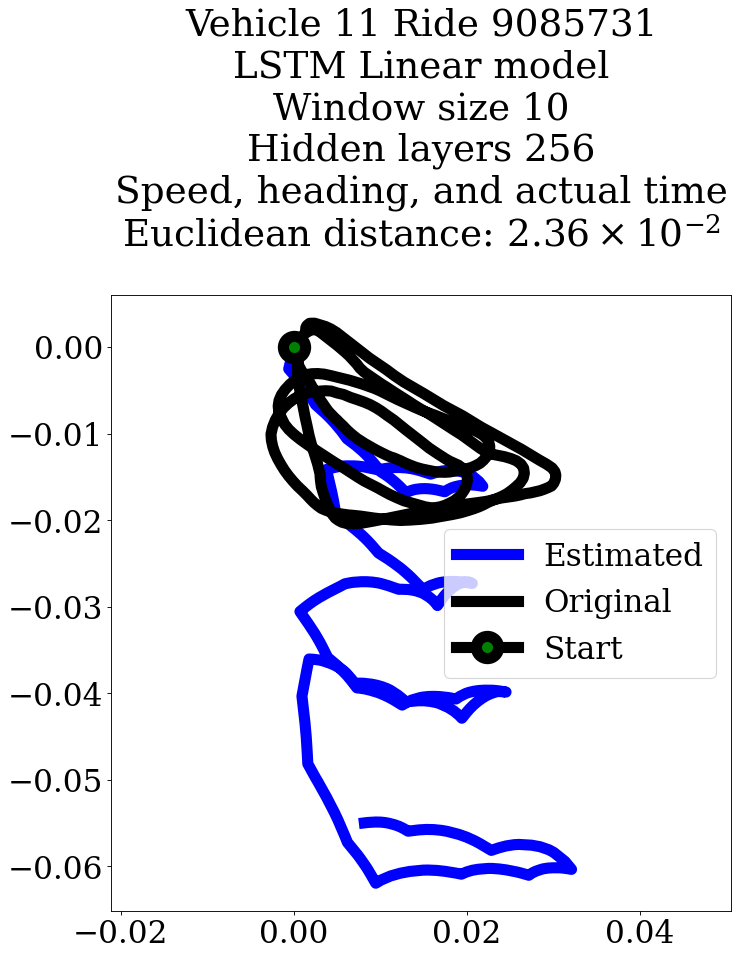 Vehicle 11 Ride 9085731
LSTM Linear model
Window size 10
Hidden layers 256
Speed, heading, and actual time
Euclidean distance: 2.36 × 10⁻²
0.00
−0.01
−0.02
−0.03
−0.04
−0.05
−0.06
Estimated
Original
Start
−0.02 0.00 0.02 0.04